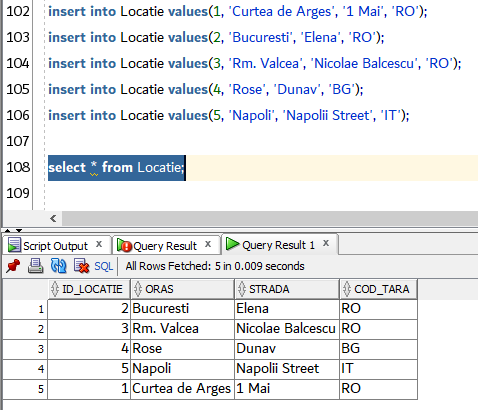 102 insert into Locatie values(1, 'Curtea de Arges', '1 Mai', 'RO');
103 insert into Locatie values(2, 'Bucuresti', 'Elena', 'RO');
104 insert into Locatie values(3, 'Rm. Valcea', 'Nicolae Balcescu', 'RO');
105 insert into Locatie values(4, 'Rose', 'Dunav', 'BG');
106 insert into Locatie values(5, 'Napoli', 'Napolii Street', 'IT');
107
108 select * from Locatie;
109
Script Output x Query Result x Query Result 1 x
SQL | All Rows Fetched: 5 in 0.009 seconds
ID_LOCATIE ORAS STRADA COD_TARA
1 2 Bucuresti Elena RO
2 3 Rm. Valcea Nicolae Balcescu RO
3 4 Rose Dunav BG
4 5 Napoli Napolii Street IT
5 1 Curtea de Arges 1 Mai RO